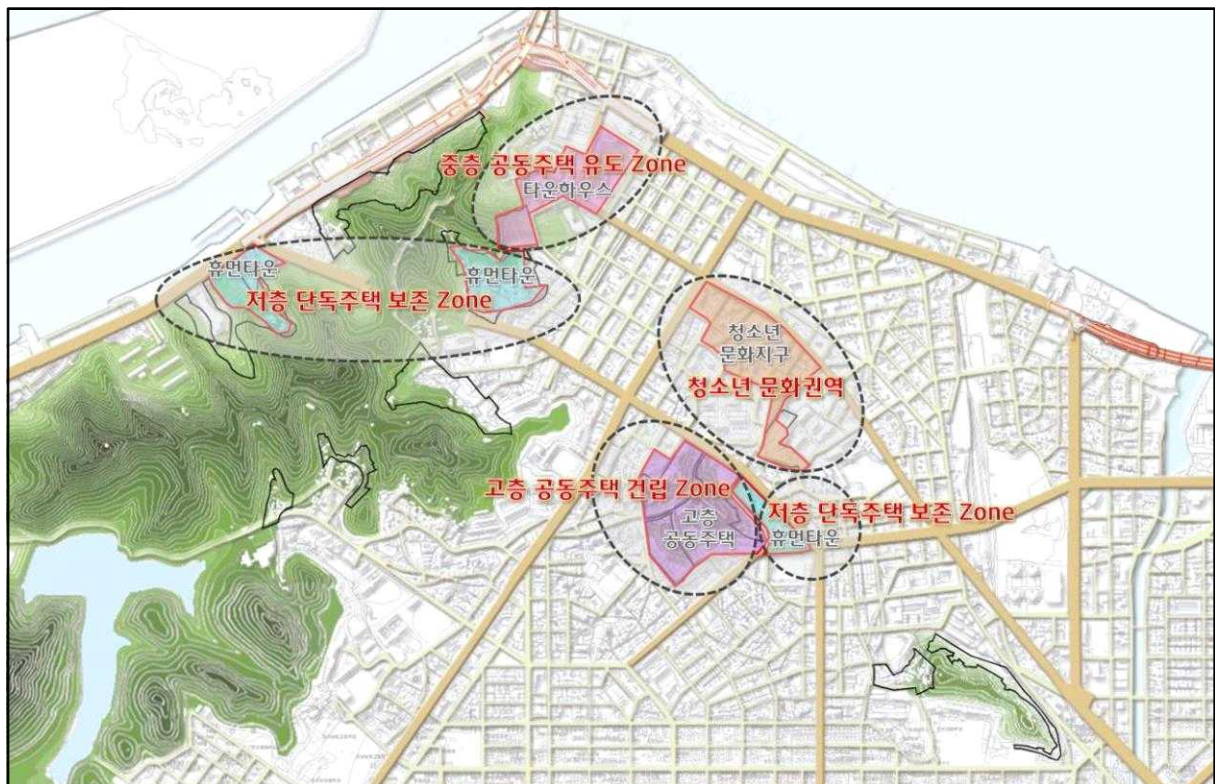 중층 공동주택 유도 Zone
타운하우스
휴먼타운
휴먼타운
저층 단독주택 보존 Zone
청소년
문화지구
청소년 문화권역
고층 공동주택 건립 Zone
고층
공동주택
저층 단독주택 보존 Zone
휴먼타운